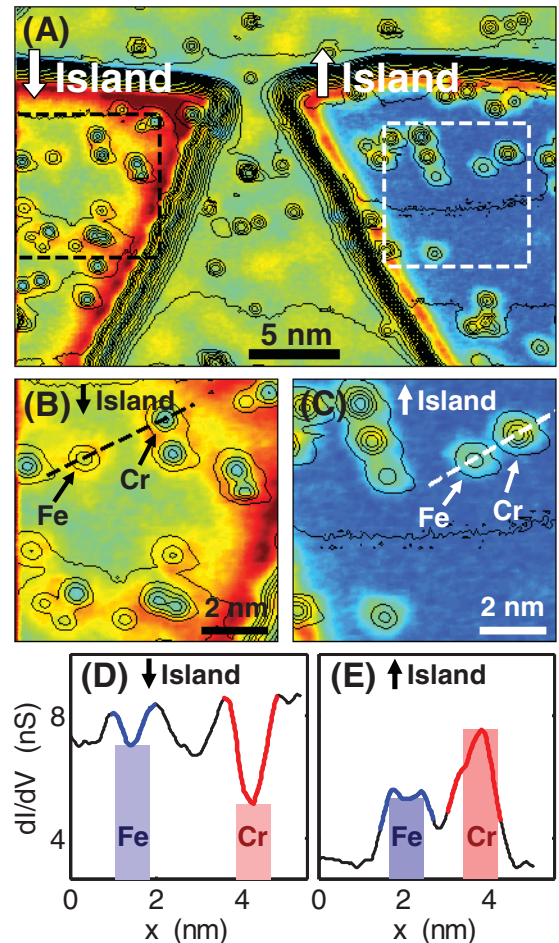 (A)
↓ Island
↑ Island
5 nm
(B) ↓ Island
Fe
Cr
2 nm
(C) ↑ Island
Fe
Cr
2 nm
(D) ↓ Island
dI/dV (nS)
8
4
Fe
Cr
0 2 4
x (nm)
(E) ↑ Island
Fe
Cr
0 2 4
x (nm)